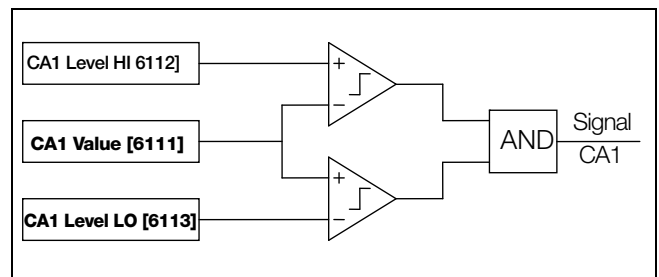 CA1 Level HI 6112]
+
−
CA1 Value [6111]
AND
Signal
CA1
+
−
CA1 Level LO [6113]